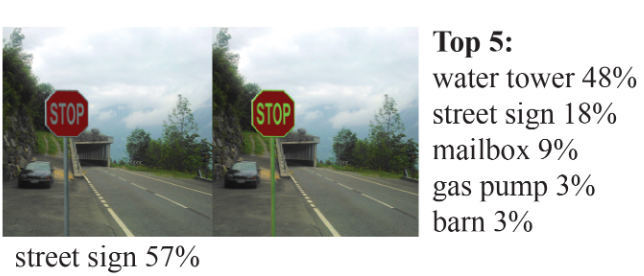 STOP
STOP
Top 5:
water tower 48%
street sign 18%
mailbox 9%
gas pump 3%
barn 3%
street sign 57%